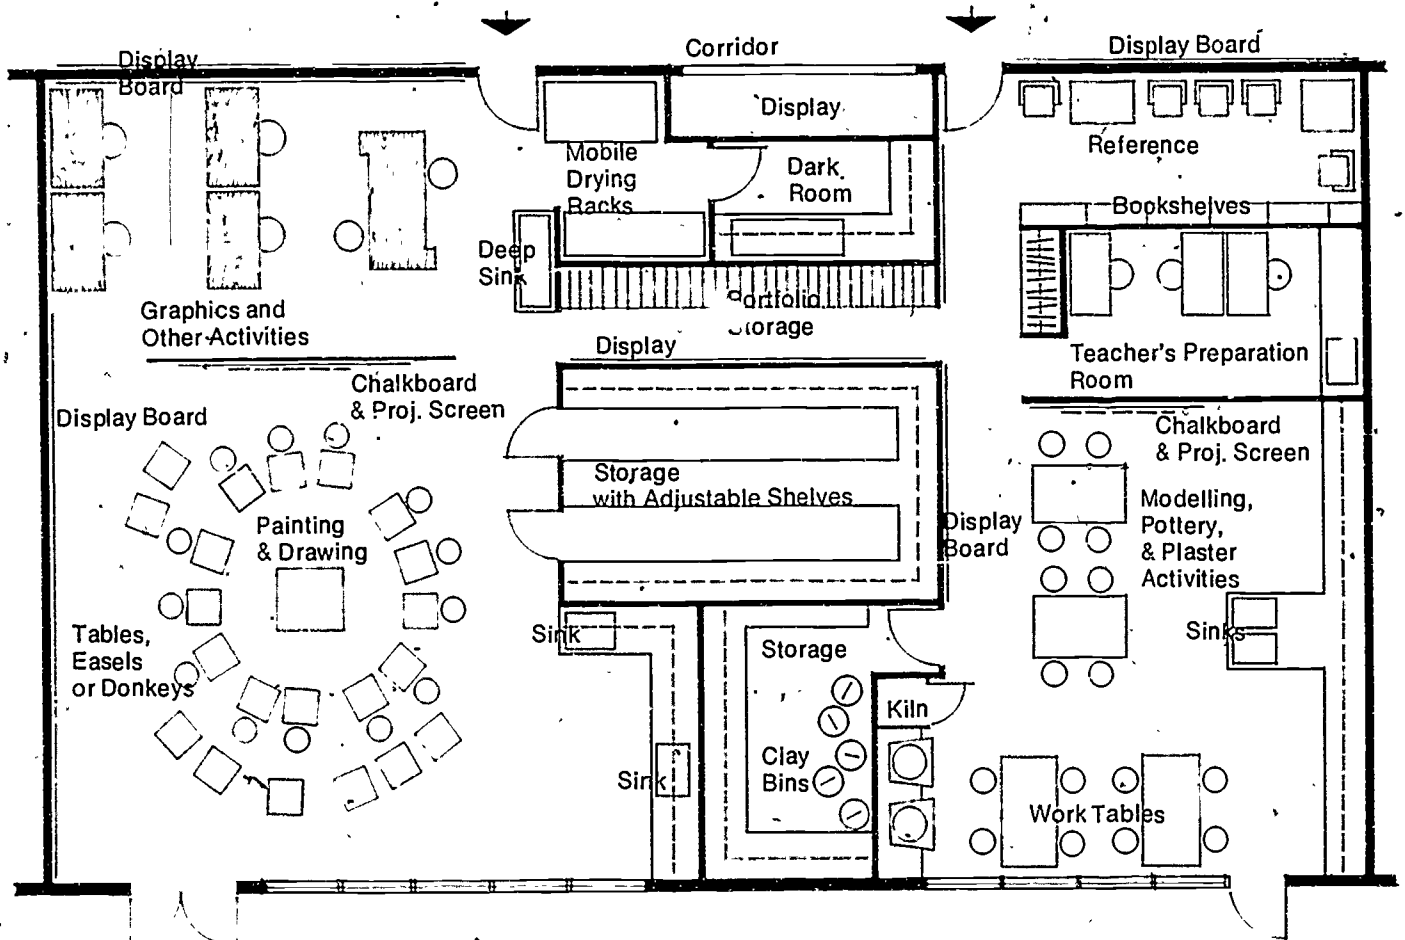 Corridor
Display Board
Display
Board
Display
Reference
Mobile
Drying
Racks
Dark
Room
Bookshelves
Deep
Sink
Portfolio
Storage
Graphics and
Other Activities
Display
Teacher's Preparation
Room
Chalkboard
& Proj. Screen
Display Board
Chalkboard
& Proj. Screen
Storage
with Adjustable Shelves
Modelling,
Pottery,
& Plaster
Activities
Display
Board
Painting
& Drawing
Tables,
Easels
or Donkeys
Sink
Storage
Sinks
Kiln
Clay
Bins
Sink
Work Tables